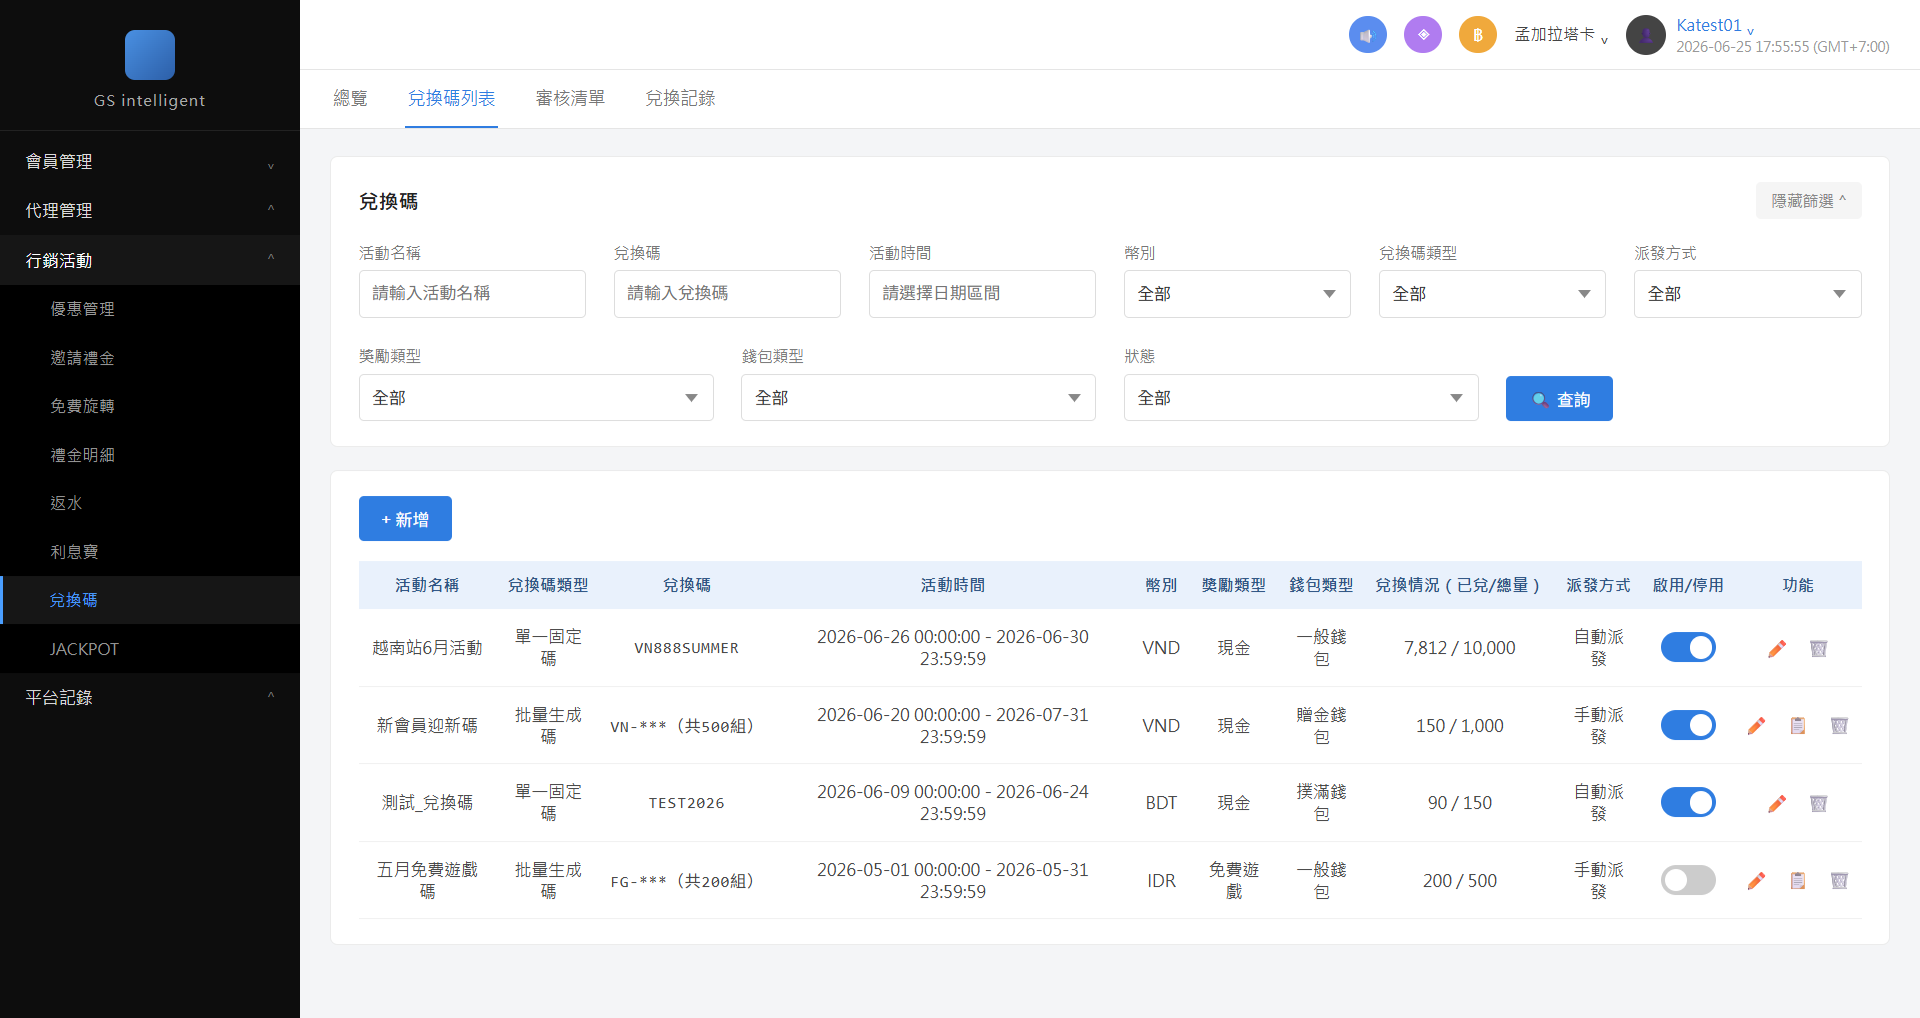 GS intelligent
會員管理
代理管理
行銷活動
優惠管理
邀請禮金
免費旋轉
禮金明細
返水
利息寶
兌換碼
JACKPOT
平台記錄
孟加拉塔卡
Katest01
2026-06-25 17:55:55 (GMT+7:00)
總覽 兌換碼列表 審核清單 兌換記錄
兌換碼
隱藏篩選 ^
活動名稱 兌換碼 活動時間 幣別 兌換碼類型 派發方式
請輸入活動名稱 請輸入兌換碼 請選擇日期區間 全部 全部 全部
獎勵類型 錢包類型 狀態
全部 全部 全部 查詢
+ 新增
活動名稱 兌換碼類型 兌換碼 活動時間 幣別 獎勵類型 錢包類型 兌換情況 ( 已兌/總量 ) 派發方式 啟用/停用 功能
越南站6月活動 單一固定碼 VN888SUMMER 2026-06-26 00:00:00 - 2026-06-30 23:59:59 VND 現金 一般錢包 7,812 / 10,000 自動派發
新會員迎新碼 批量生成碼 VN-*** (共500組) 2026-06-20 00:00:00 - 2026-07-31 23:59:59 VND 現金 贈金錢包 150 / 1,000 手動派發
測試_兌換碼 單一固定碼 TEST2026 2026-06-09 00:00:00 - 2026-06-24 23:59:59 BDT 現金 撲滿錢包 90 / 150 自動派發
五月免費遊戲碼 批量生成碼 FG-*** (共200組) 2026-05-01 00:00:00 - 2026-05-31 23:59:59 IDR 免費遊戲 一般錢包 200 / 500 手動派發